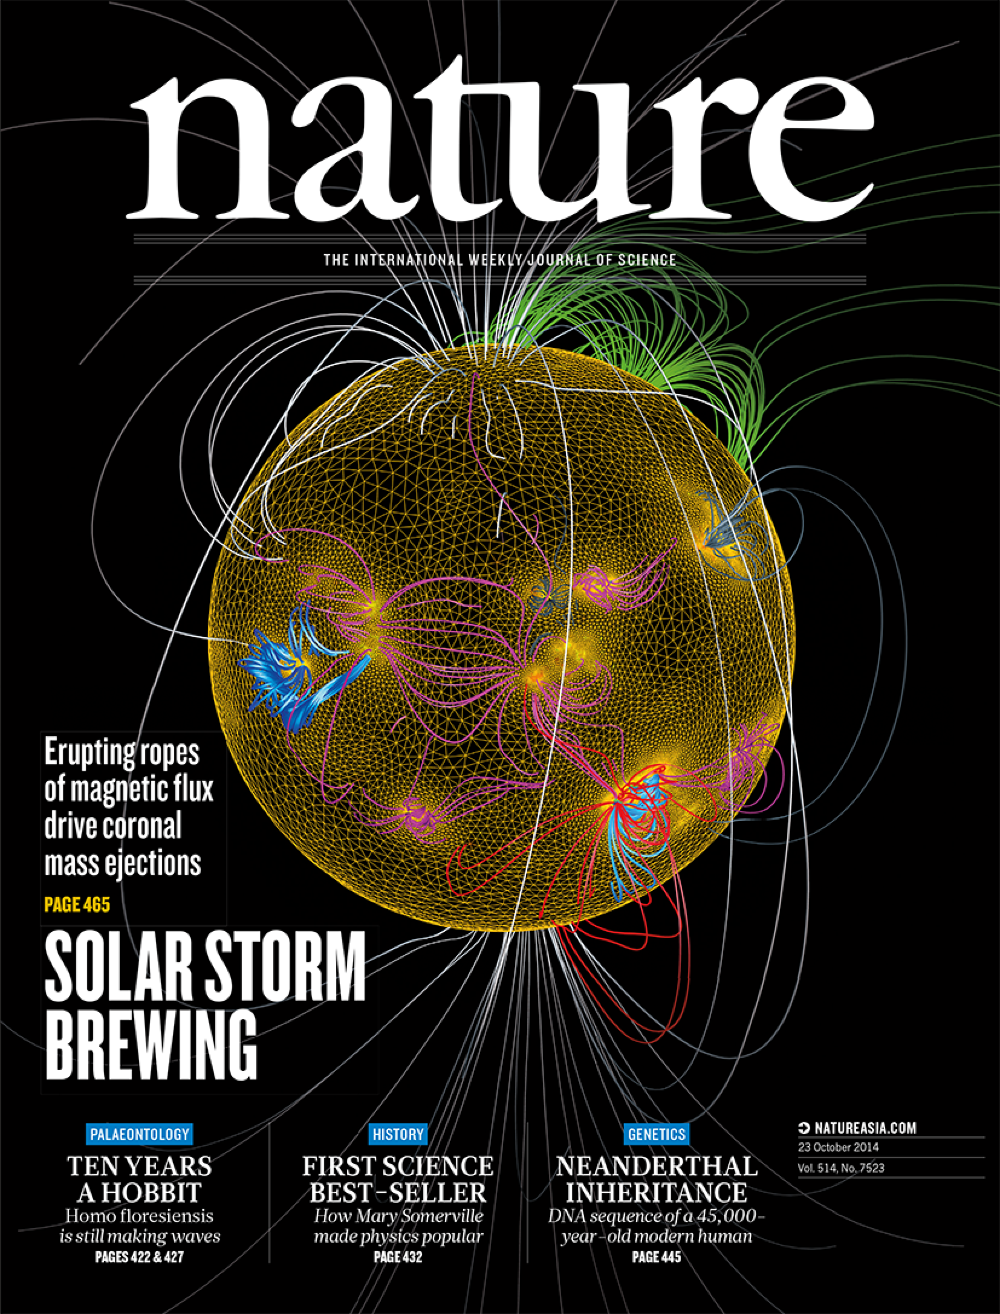 nature
THE INTERNATIONAL WEEKLY JOURNAL OF SCIENCE
Erupting ropes
of magnetic flux
drive coronal
mass ejections
PAGE 465
SOLAR STORM
BREWING
PALAEONTOLOGY
TEN YEARS
A HOBBIT
Homo floresiensis
is still making waves
PAGES 422 & 427
HISTORY
FIRST SCIENCE
BEST-SELLER
How Mary Somerville
made physics popular
PAGE 432
GENETICS
NEANDERTHAL
INHERITANCE
DNA sequence of a 45,000-
year-old modern human
PAGE 445
NATUREASIA.COM
23 October 2014
Vol. 514, No. 7523